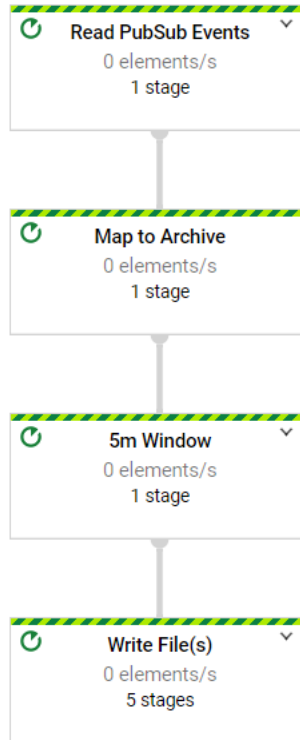 Read PubSub Events
0 elements/s
1 stage
Map to Archive
0 elements/s
1 stage
5m Window
0 elements/s
1 stage
Write File(s)
0 elements/s
5 stages